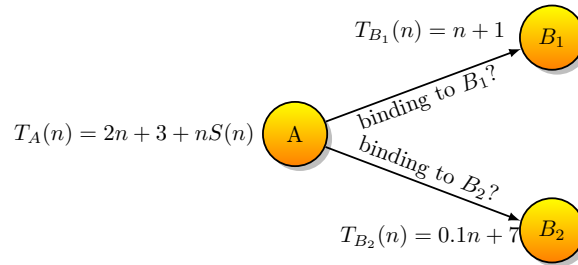 $T_{B_1}(n) = n + 1$
$B_1$
binding to $B_1$?
$T_A(n) = 2n + 3 + nS(n)$
A
binding to $B_2$?
$T_{B_2}(n) = 0.1n + 7$
$B_2$